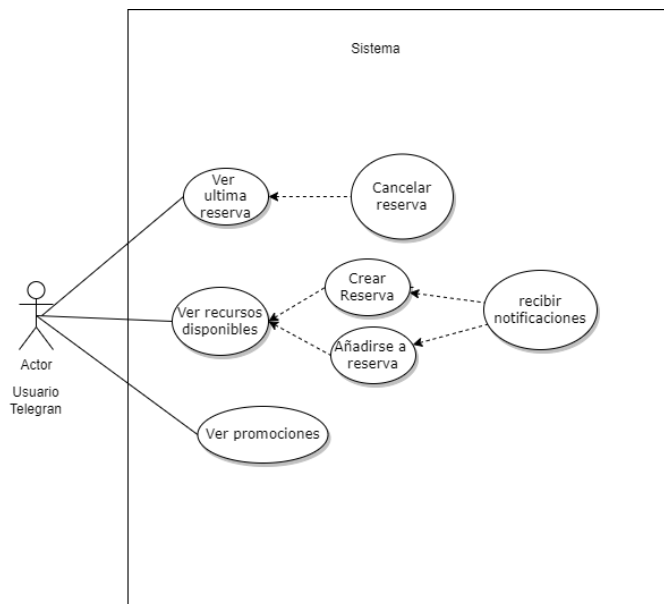 Sistema
Ver
ultima
reserva
Cancelar
reserva
Crear
Reserva
recibir
notificaciones
Ver recursos
disponibles
Añadirse a
reserva
Actor
Usuario
Telegran
Ver promociones